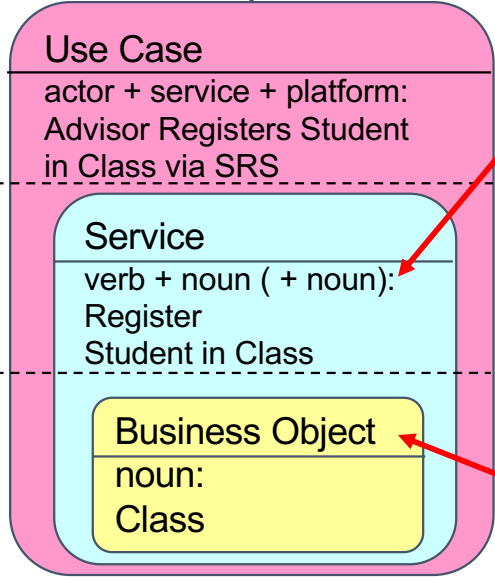 Use Case
actor + service + platform:
Advisor Registers Student
in Class via SRS
Service
verb + noun ( + noun):
Register
Student in Class
Business Object
noun:
Class